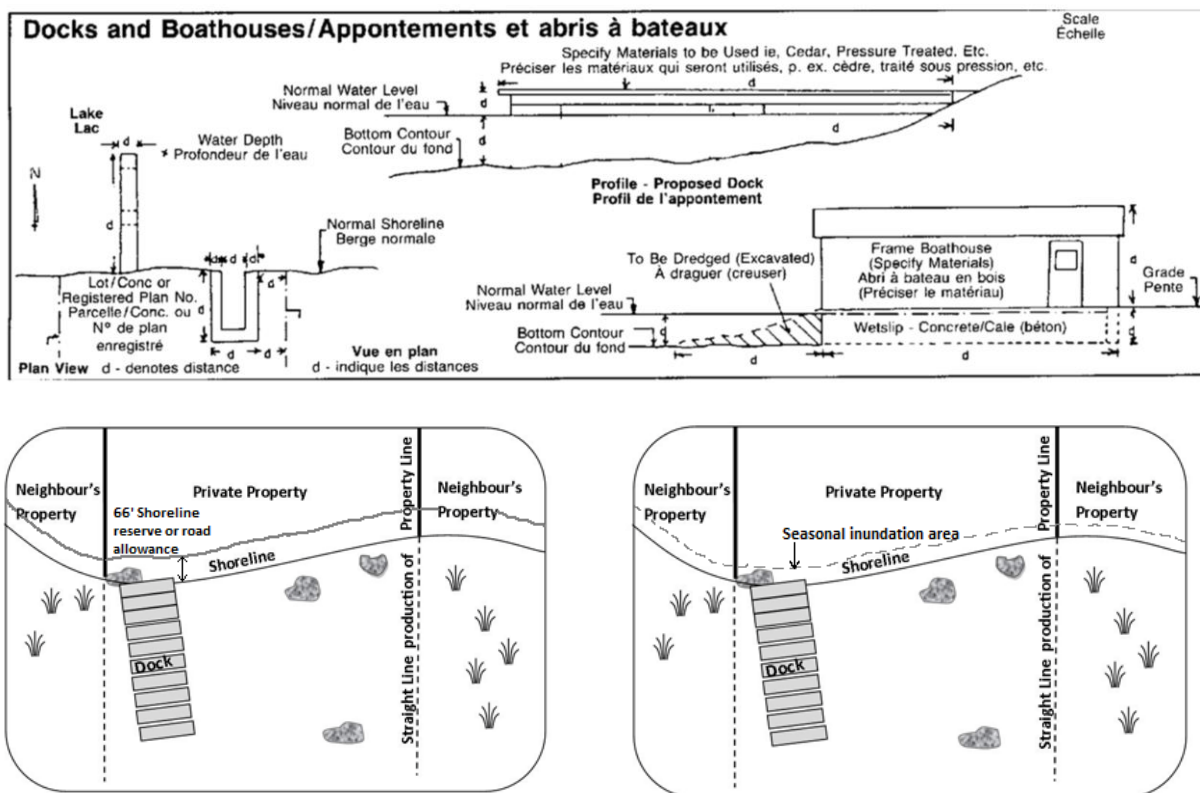 Docks and Boathouses/Appontements et abris à bateaux
Scale
Échelle
Specify Materials to be Used ie, Cedar, Pressure Treated, Etc.
Préciser les matériaux qui seront utilisés, p. ex. cèdre, traité sous pression, etc.
d
Normal Water Level
Niveau normal de l'eau
d
Bottom Contour
Contour du fond
d
d
Profile - Proposed Dock
Profil de l'appontement
Lake
Lac
d
Water Depth
Profondeur de l'eau
N
d
Normal Shoreline
Berge normale
d d d
d
Lot/Conc or
Registered Plan No.
Parcelle/Conc. ou
N° de plan
enregistré
d
d d
Plan View d - denotes distance
Vue en plan
d - indique les distances
To Be Dredged (Excavated)
À draguer (creuser)
Normal Water Level
Niveau normal de l'eau
Bottom Contour
Contour du fond
d
d
Frame Boathouse
(Specify Materials)
Abri à bateau en bois
(Préciser le matériau)
d
Grade
Pente
Wetslip - Concrete/Cale (béton)
d
d
Neighbour's
Property
Private Property
Property Line
Neighbour's
Property
66' Shoreline
reserve or road
allowance
Shoreline
Dock
Straight Line production of
Neighbour's
Property
Private Property
Property Line
Neighbour's
Property
Seasonal inundation area
Shoreline
Dock
Straight Line production of